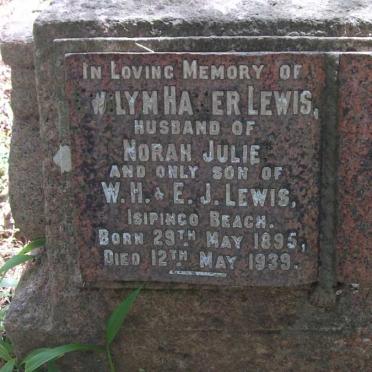 IN LOVING MEMORY OF
LEWIS,
HUSBAND OF
NORAH JULIE
AND ONLY SON OF
W.H. & E.J. LEWIS,
ISIPINGO BEACH.
BORN 29TH MAY 1895,
DIED 12TH MAY 1939.